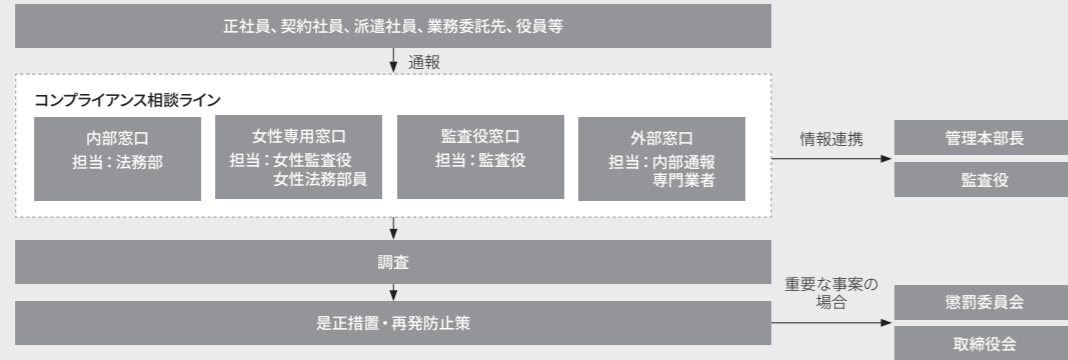 正社員、契約社員、派遣社員、業務委託先、役員等
通報
コンプライアンス相談ライン
内部窓口
担当：法務部
女性専用窓口
担当：女性監査役
女性法務部員
監査役窓口
担当：監査役
外部窓口
担当：内部通報
専門業者
情報連携
管理本部長
監査役
調査
是正措置・再発防止策
重要な事案の
場合
懲罰委員会
取締役会